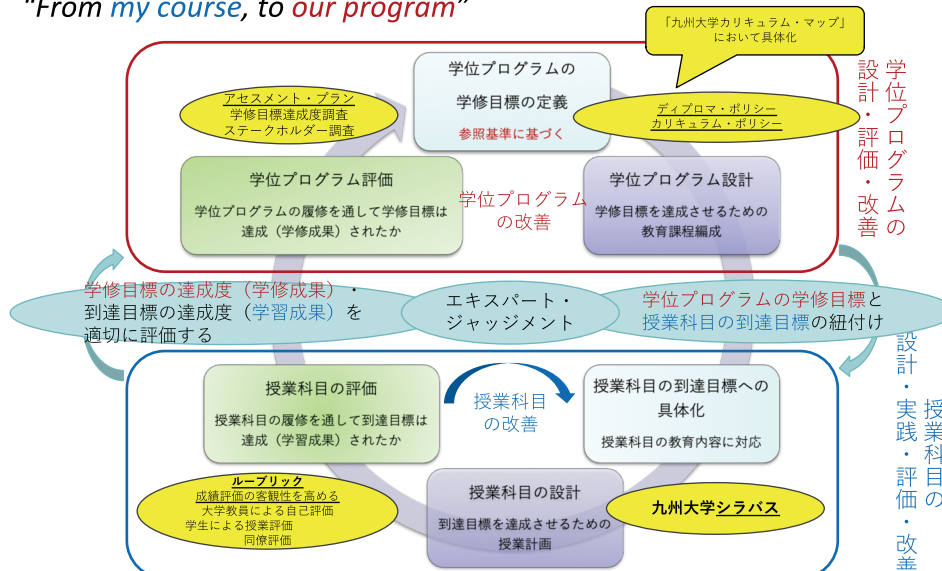 “From my course, to our program”
「九州大学カリキュラム・マップ」
において具体化
学位プログラムの
学修目標の定義
参照基準に基づく
アセスメント・プラン
学修目標達成度調査
ステークホルダー調査
ディプロマ・ポリシー
カリキュラム・ポリシー
学位プログラムの
設計・評価・改善
学位プログラム評価
学位プログラムの履修を通して学修目標は
達成（学修成果）されたか
学位プログラム
の改善
学位プログラム設計
学修目標を達成させるための
教育課程編成
学修目標の達成度（学修成果）・
到達目標の達成度（学習成果）を
適切に評価する
エキスパート・
ジャッジメント
学位プログラムの学修目標と
授業科目の到達目標の紐付け
授業科目の評価
授業科目の履修を通して到達目標は
達成（学習成果）されたか
授業科目
の改善
授業科目の到達目標への
具体化
授業科目の教育内容に対応
授業科目の
設計・実践・評価・改善
ルーブリック
成績評価の客観性を高める
大学教員による自己評価
学生による授業評価
同僚評価
授業科目の設計
到達目標を達成させるための
授業計画
九州大学シラバス